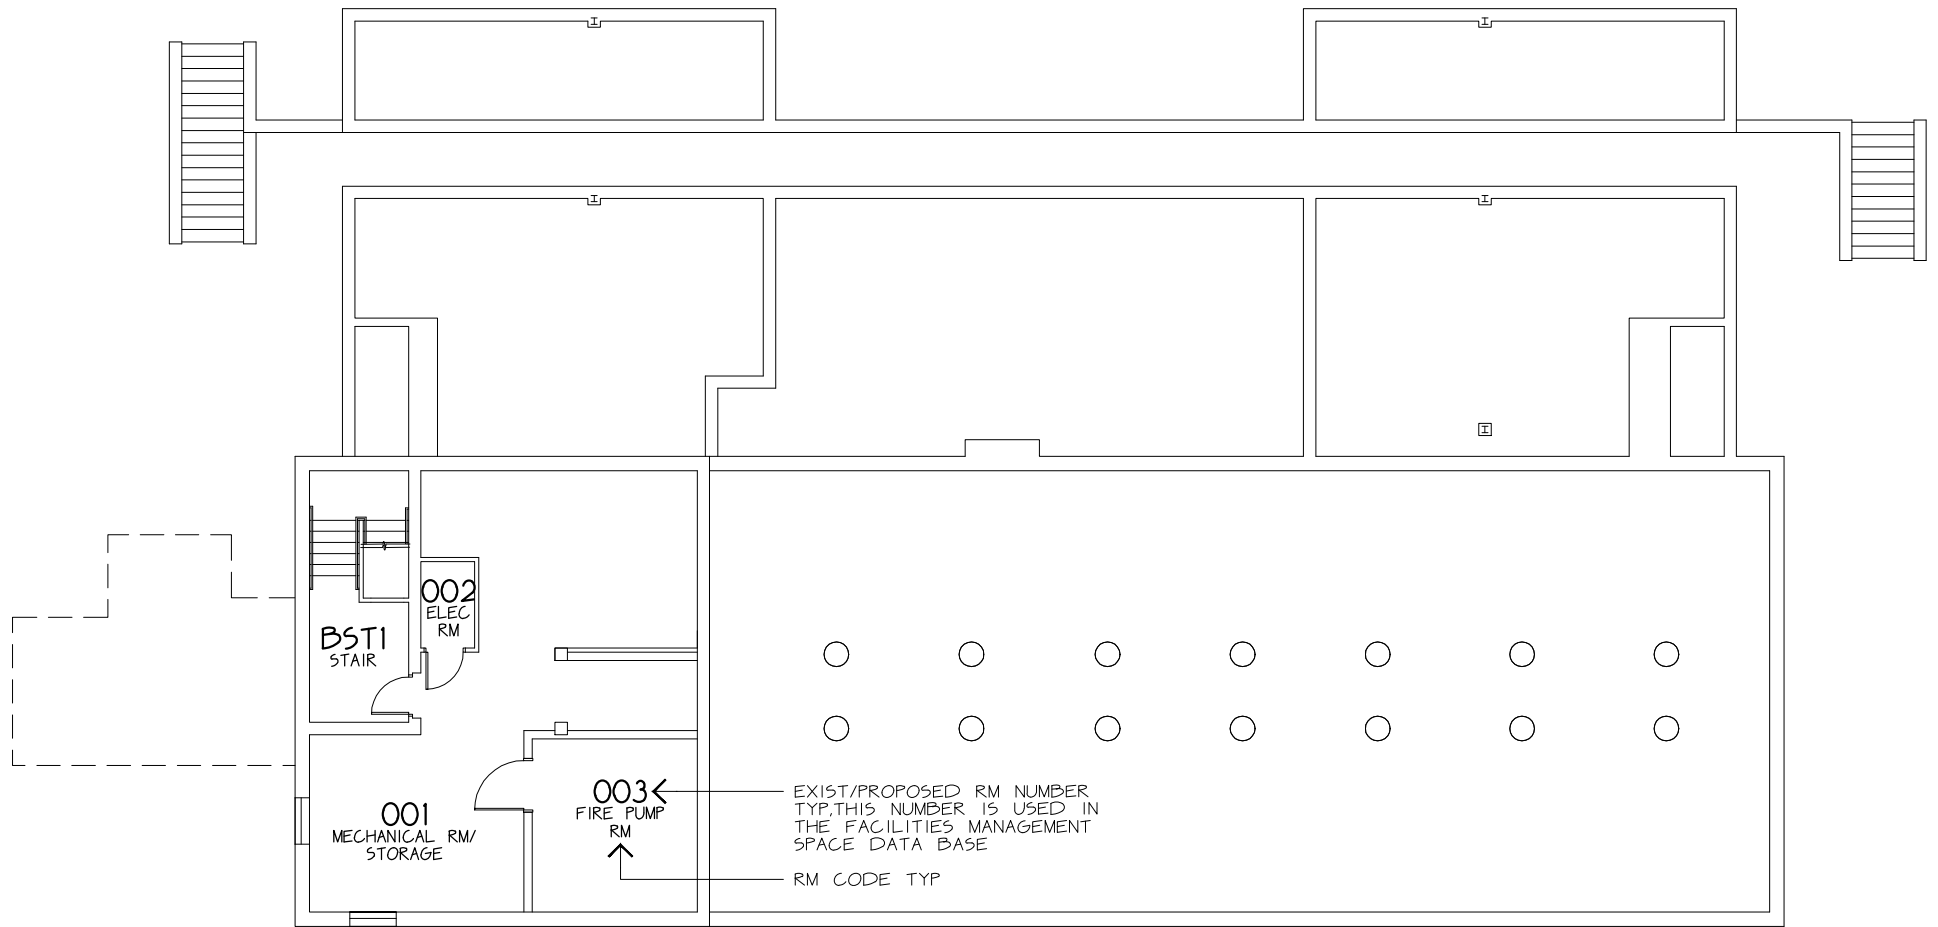 002
ELEC
RM
BST1
STAIR
003
FIRE PUMP
RM
001
MECHANICAL RM/
STORAGE
EXIST/PROPOSED RM NUMBER
TYP,THIS NUMBER IS USED IN
THE FACILITIES MANAGEMENT
SPACE DATA BASE
RM CODE TYP